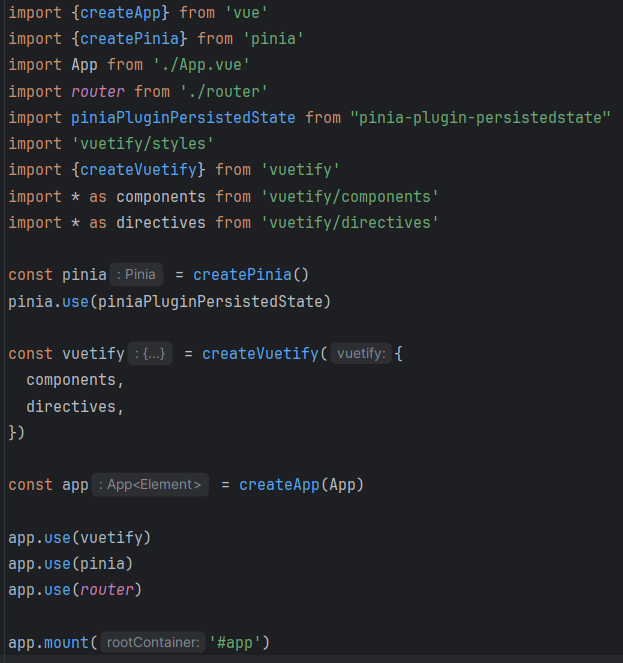 import {createApp} from 'vue'
import {createPinia} from 'pinia'
import App from './App.vue'
import router from './router'
import piniaPluginPersistedState from "pinia-plugin-persistedstate"
import 'vuetify/styles'
import {createVuetify} from 'vuetify'
import * as components from 'vuetify/components'
import * as directives from 'vuetify/directives'
const pinia : Pinia = createPinia()
pinia.use(piniaPluginPersistedState)
const vuetify : {...} = createVuetify( vuetify: {
  components,
  directives,
})
const app : App<Element> = createApp(App)
app.use(vuetify)
app.use(pinia)
app.use(router)
app.mount( rootContainer: '#app')